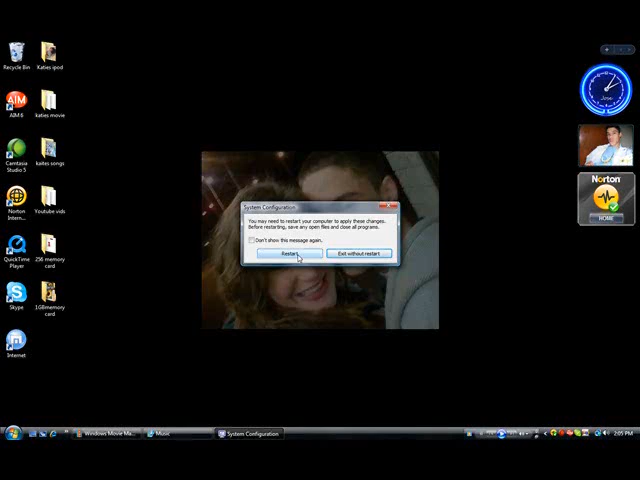 Recycle Bin
Katies ipod
AIM 6
katies movie
Camtasia Studio 5
kaites songs
Norton Intern...
Youtube vids
QuickTime Player
256 memory card
Skype
1GBmemory card
Internet
Norton
HOME
System Configuration
You may need to restart your computer to apply these changes.
Before restarting, save any open files and close all programs.
Don't show this message again.
Restart
Exit without restart
Windows Movie Ma...
Music
System Configuration
2:05 PM